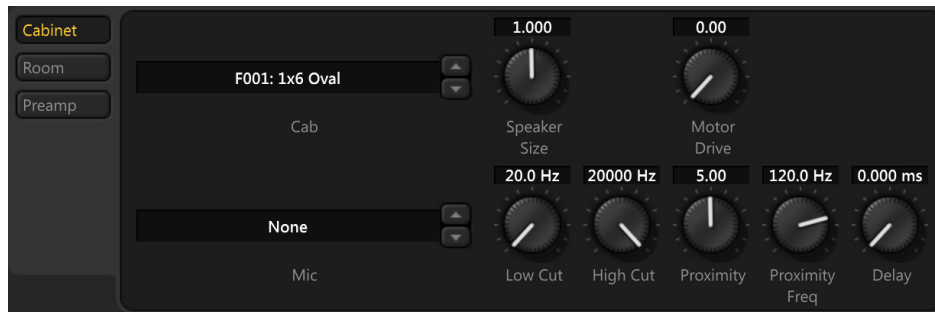 Cabinet
Room
Preamp
F001: 1x6 Oval
Cab
1.000
Speaker
Size
0.00
Motor
Drive
None
Mic
20.0 Hz
Low Cut
20000 Hz
High Cut
5.00
Proximity
120.0 Hz
Proximity
Freq
0.000 ms
Delay